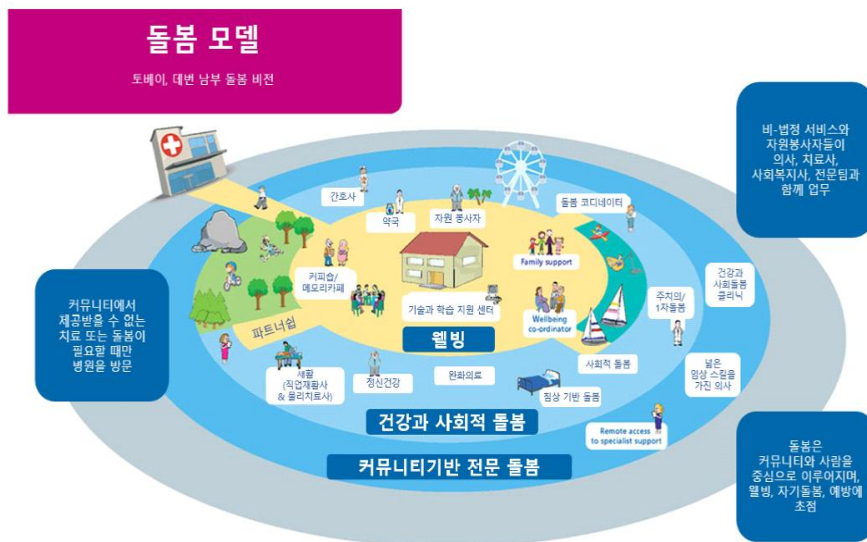 돌봄 모델
토베이, 데번 남부 돌봄 비전
비-법정 서비스와
자원봉사자들이
의사, 치료사,
사회복지사, 전문팀과
함께 업무
간호사
약국
자원 봉사자
돌봄 코디네이터
커피숍/
메모리카페
Family support
기술과 학습 지원 센터
Wellbeing
co-ordinator
웰빙
파트너쉽
주치의/
1차돌봄
건강과
사회돌봄
클리닉
커뮤니티에서
제공받을 수 없는
치료 또는 돌봄이
필요할 때만
병원을 방문
사회적 돌봄
넓은
임상 스킬을
가진 의사
재활
(직업재활사
& 물리치료사)
정신건강
완화의료
침상 기반 돌봄
건강과 사회적 돌봄
Remote access
to specialist support
커뮤니티기반 전문 돌봄
돌봄은
커뮤니티와 사람을
중심으로 이루어지며,
웰빙, 자기돌봄, 예방에
초점